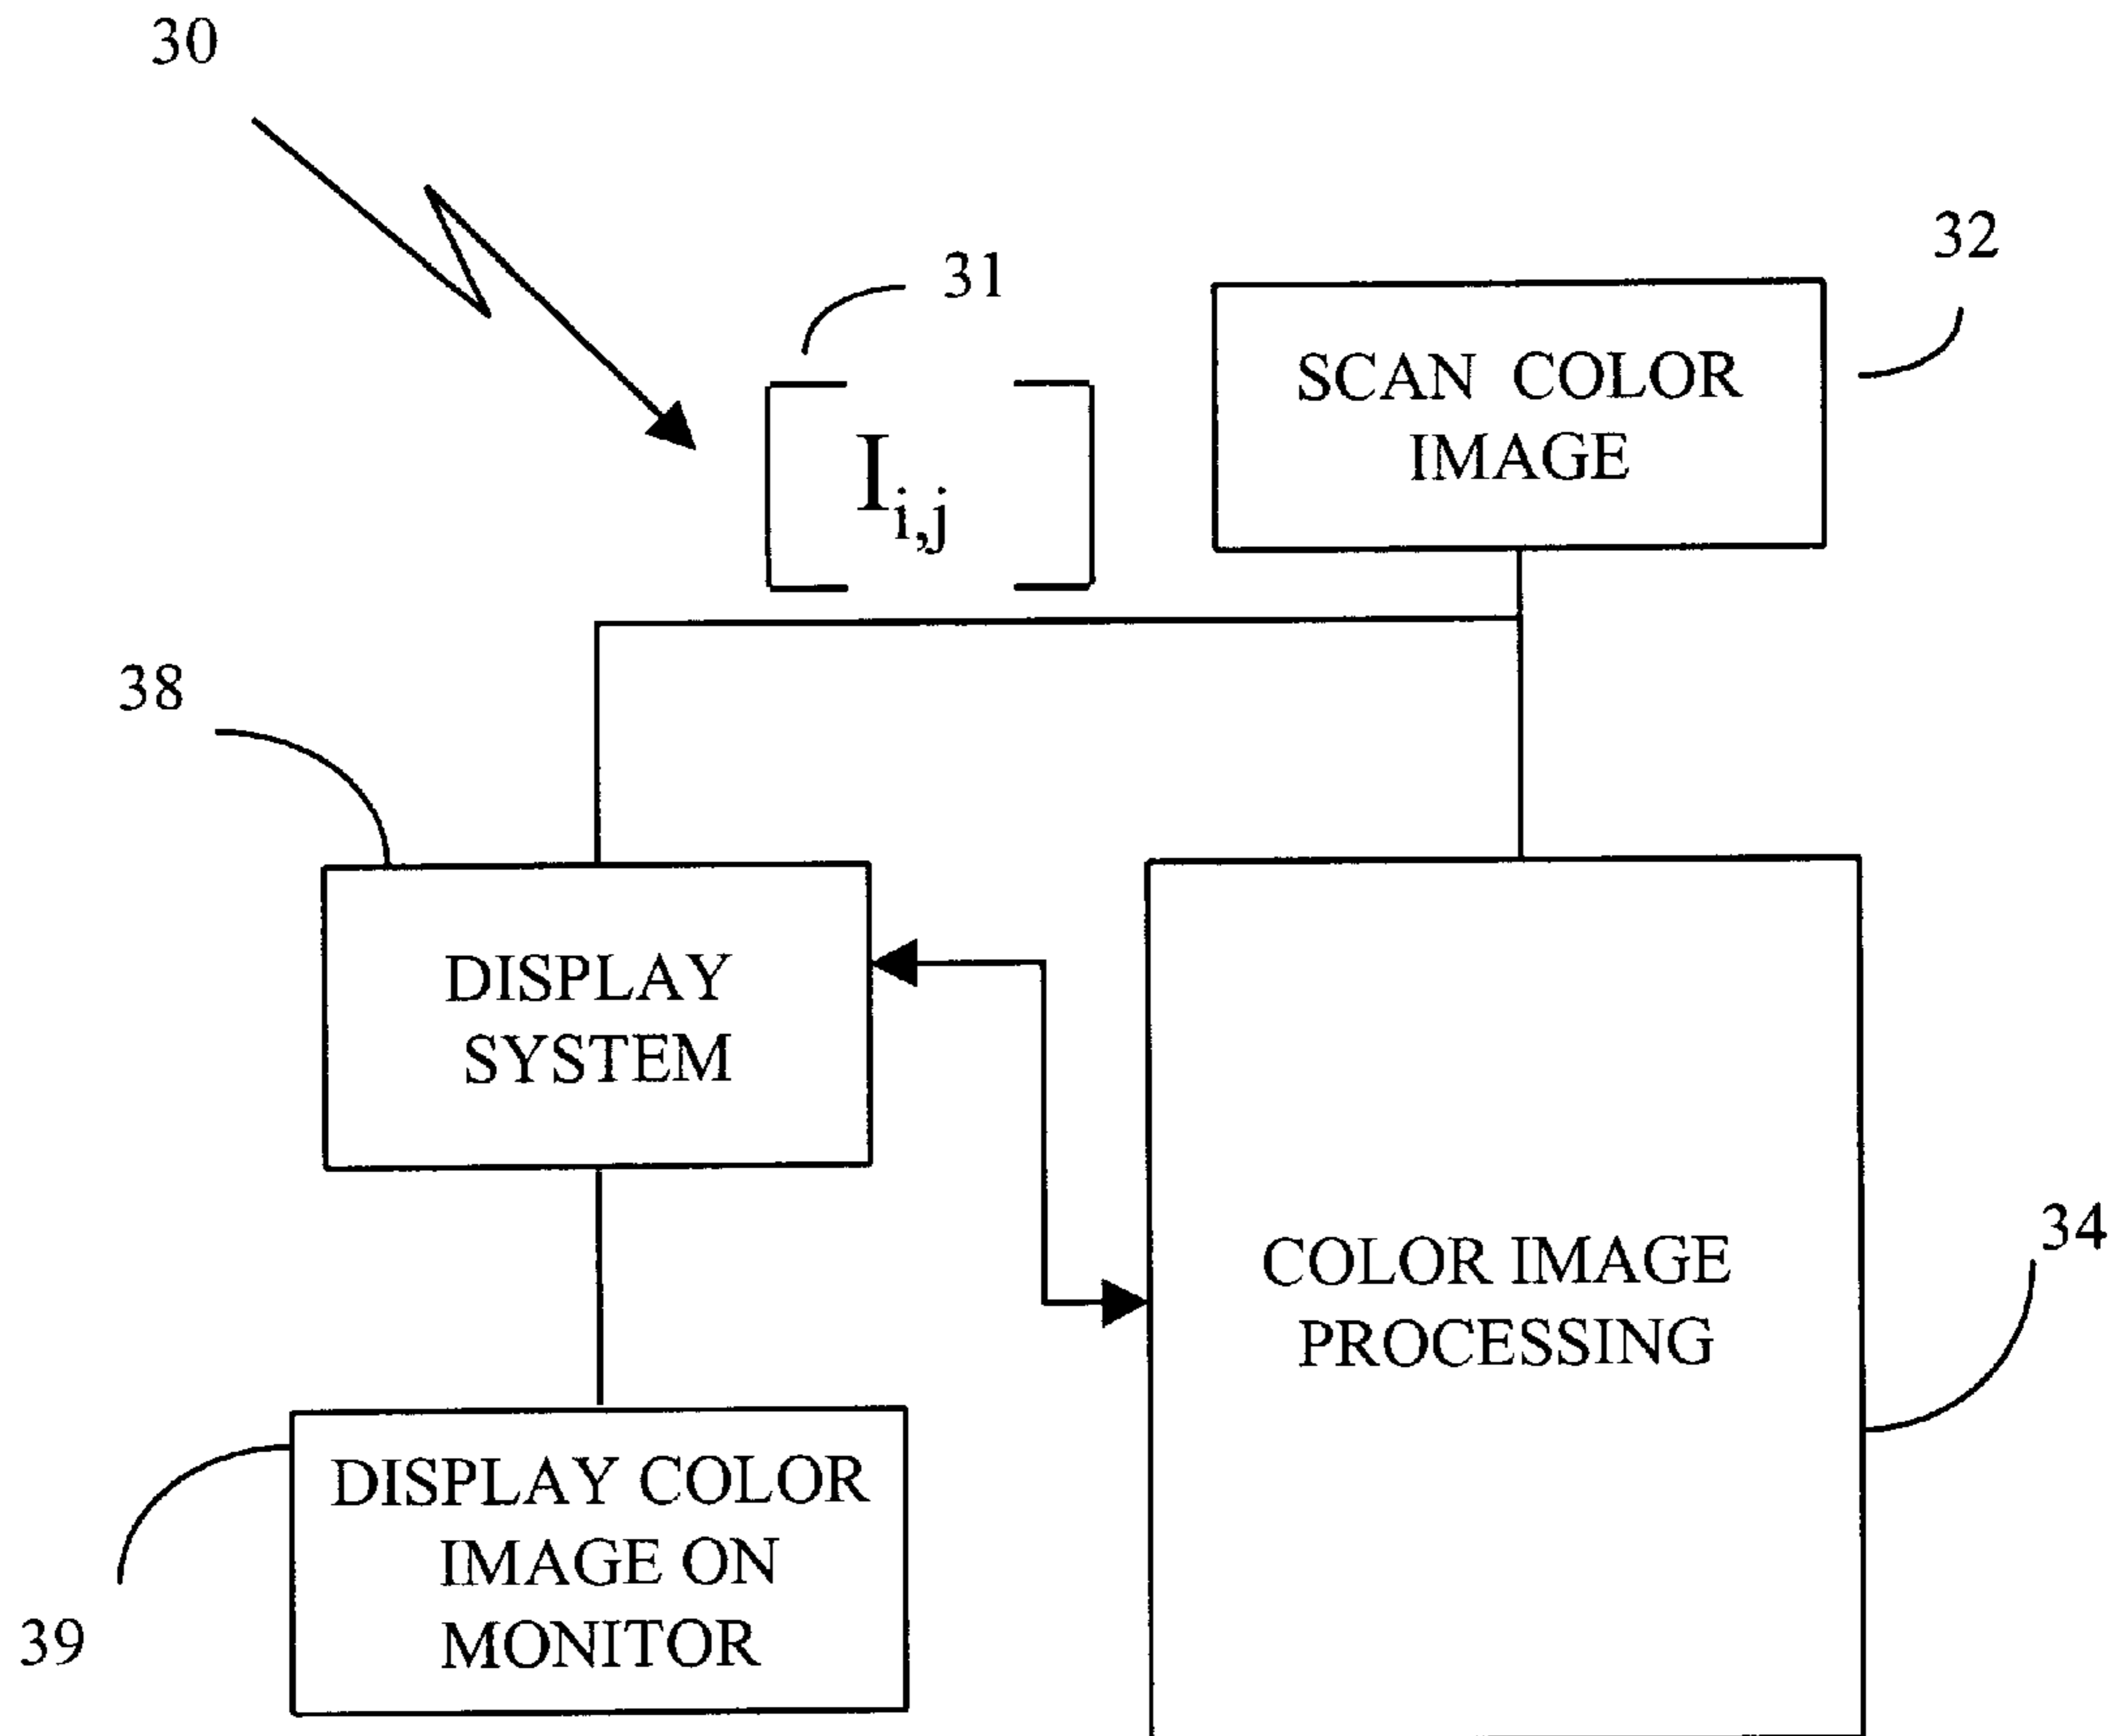 30
31
32
SCAN COLOR
IMAGE
I i,j
38
DISPLAY
SYSTEM
34
COLOR IMAGE
PROCESSING
DISPLAY COLOR
IMAGE ON
MONITOR
39